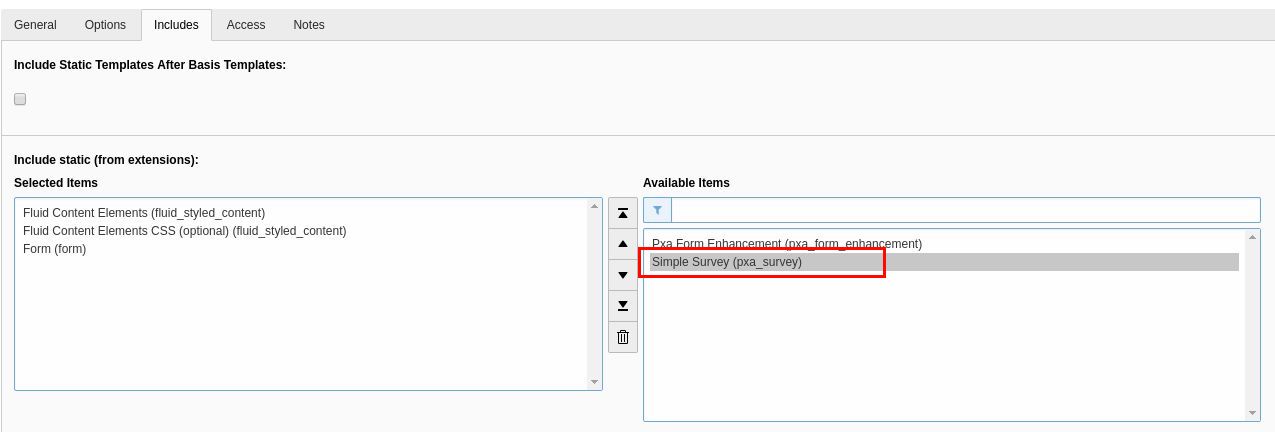 General Options Includes Access Notes
Include Static Templates After Basis Templates:
Include static (from extensions):
Selected Items
Fluid Content Elements (fluid_styled_content)
Fluid Content Elements CSS (optional) (fluid_styled_content)
Form (form)
Available Items
Pxa Form Enhancement (pxa_form_enhancement)
Simple Survey (pxa_survey)